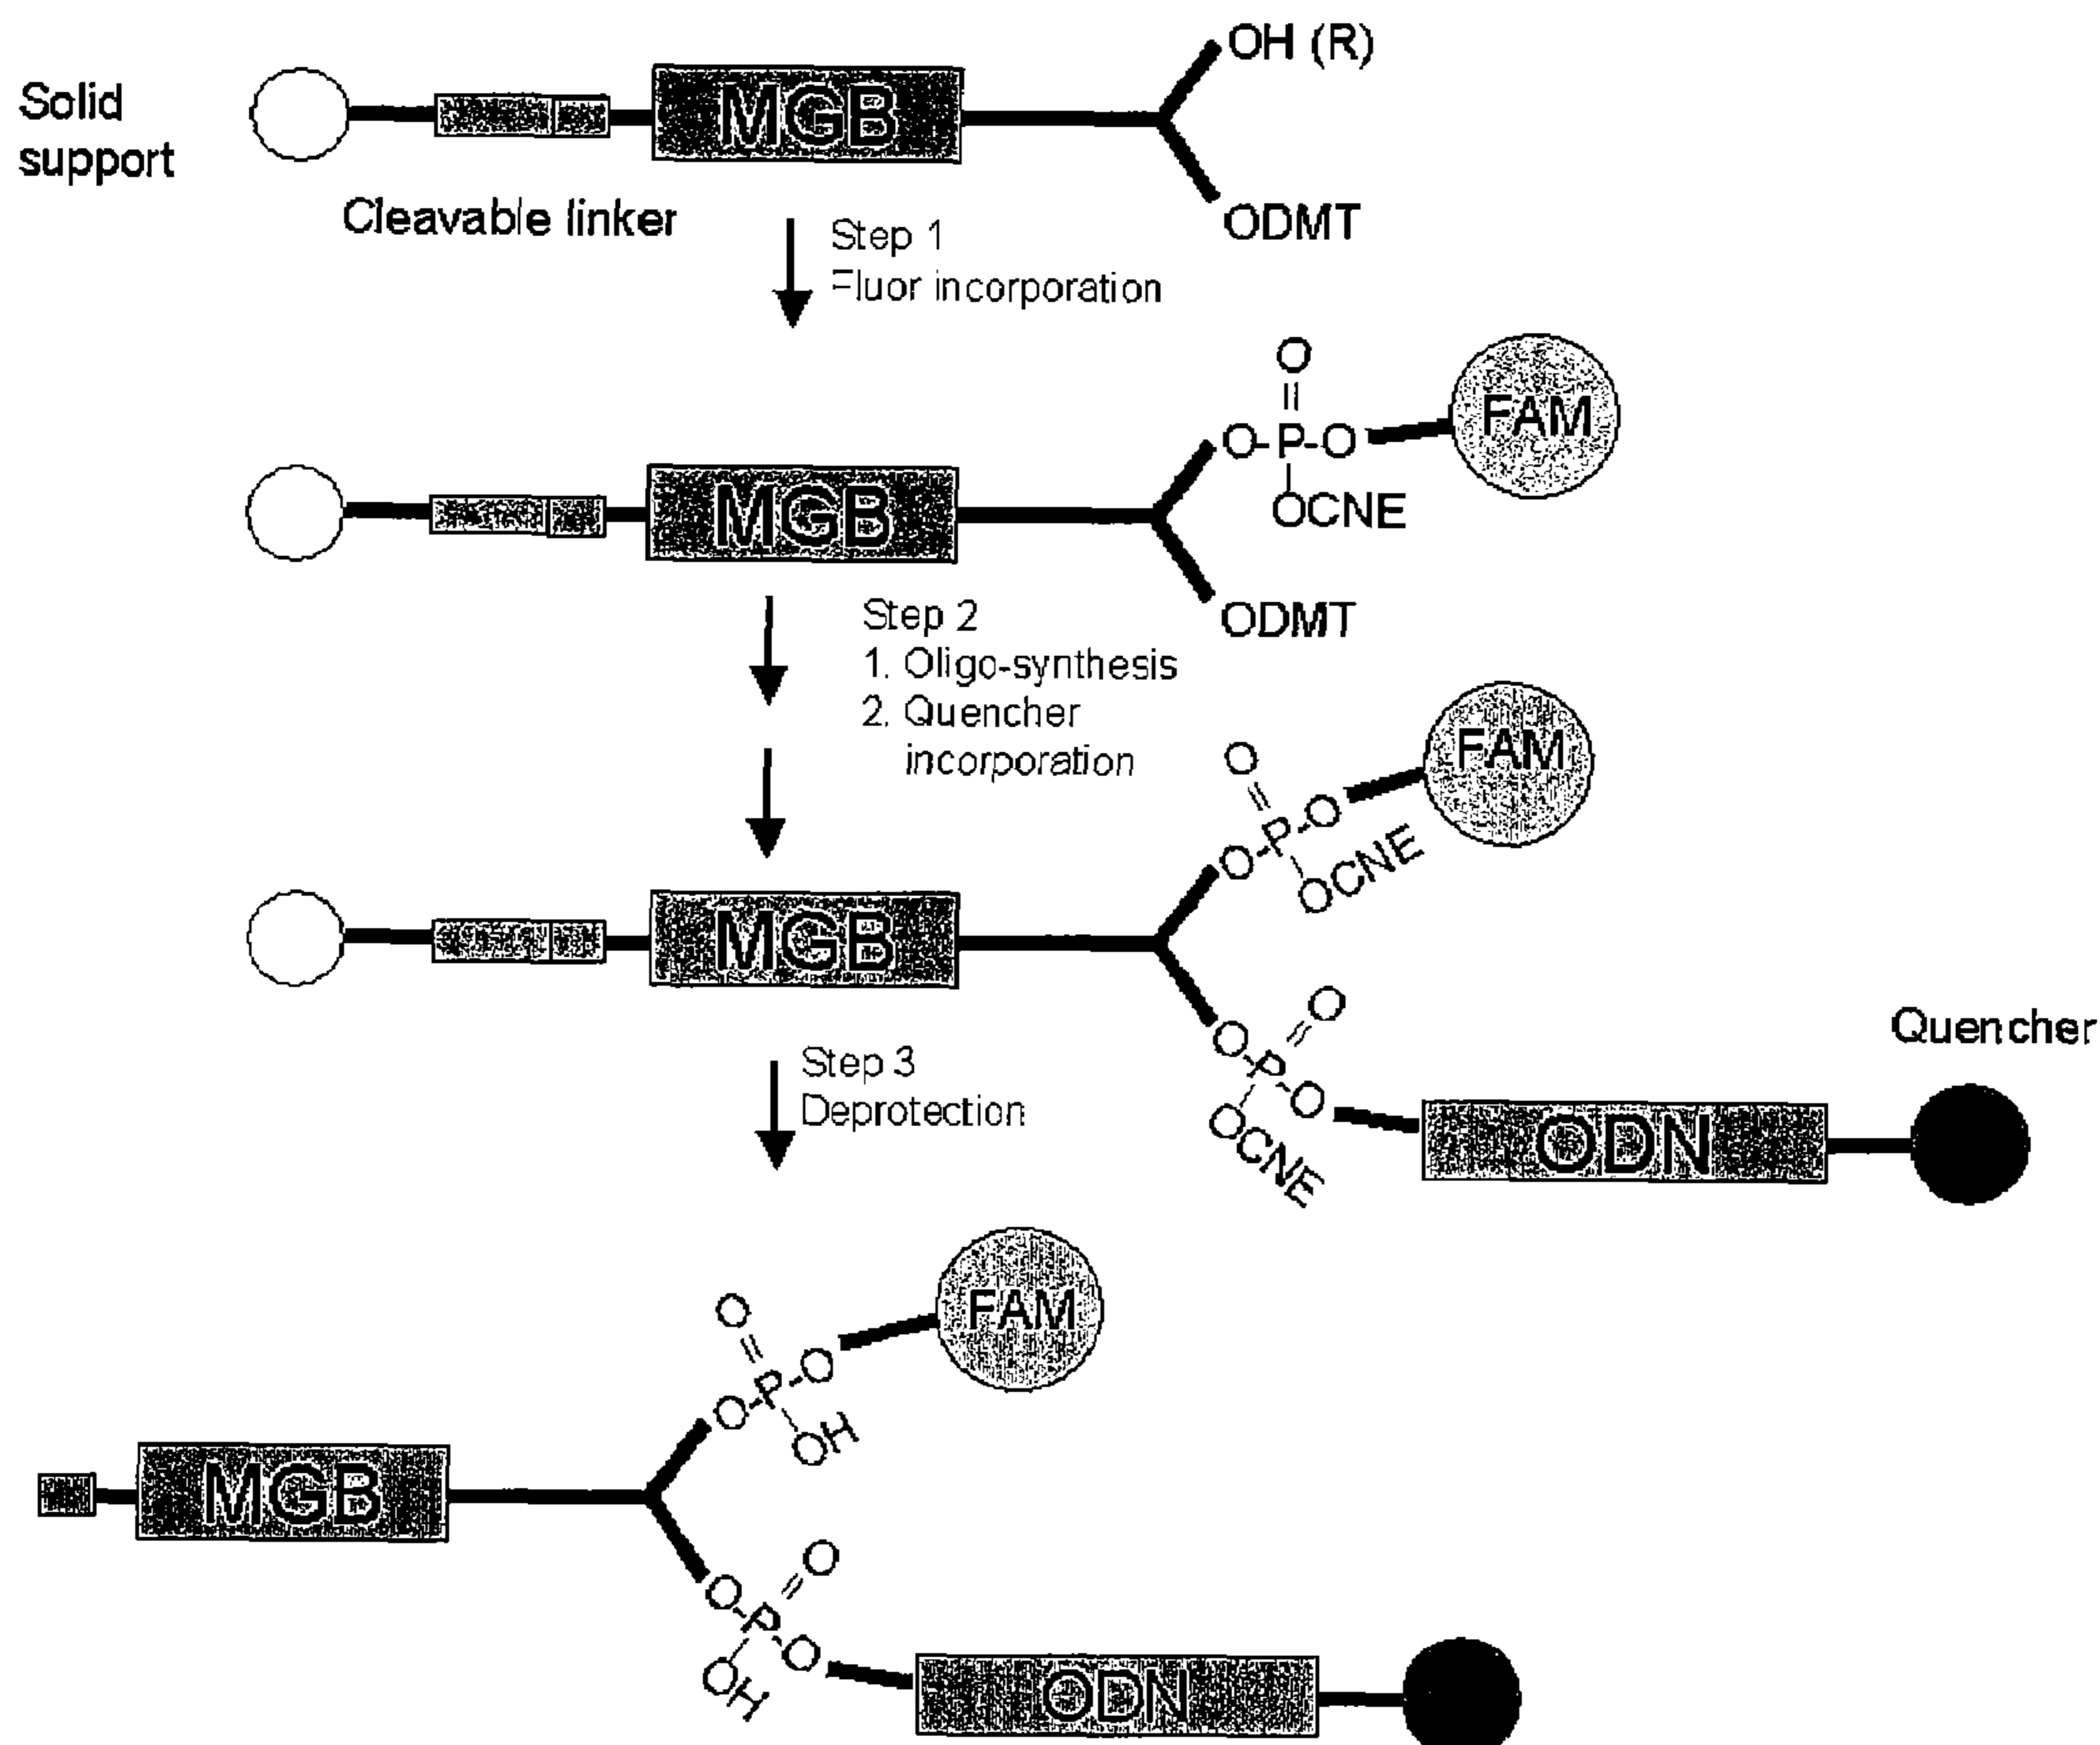 OH (R)
Solid
support
MGB
Cleavable linker
ODMT
Step 1
Fluor incorporation
O
||
O-P-O
FAM
OCNE
MGB
ODMT
Step 2
1. Oligo-synthesis
2. Quencher
incorporation
O
=
O-P-O
FAM
OCNE
MGB
O
=
O-P-O
OCNE
Quencher
ODN
Step 3
Deprotection
O
=
O-P-O
FAM
OH
MGB
O
=
O-P-O
OH
ODN